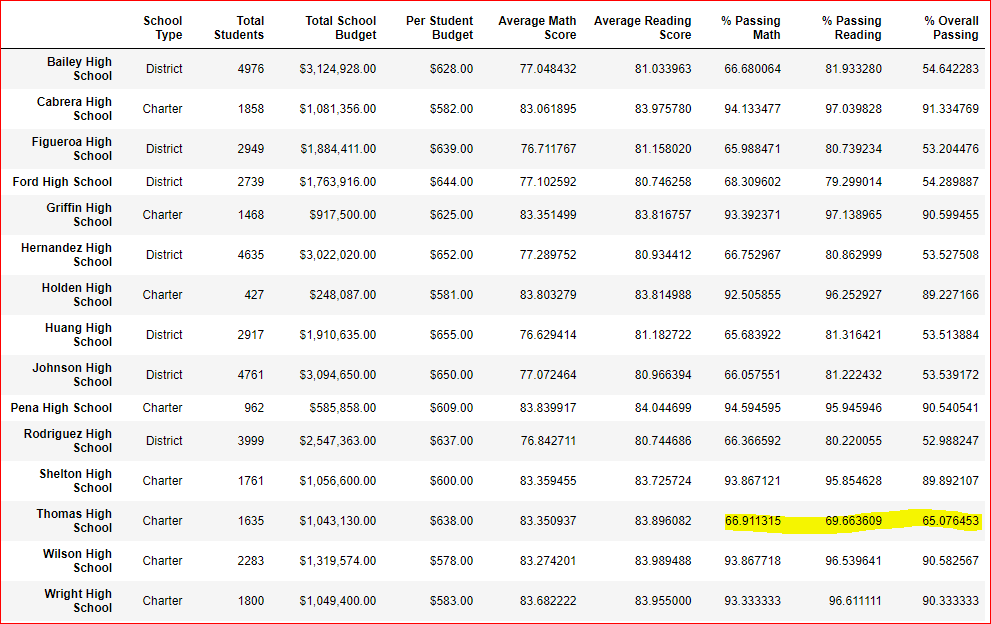 School Type Total Students Total School Budget Per Student Budget Average Math Score Average Reading Score % Passing Math % Passing Reading % Overall Passing
Bailey High School District 4976 $3,124,928.00 $628.00 77.048432 81.033963 66.680064 81.933280 54.642283
Cabrera High School Charter 1858 $1,081,356.00 $582.00 83.061895 83.975780 94.133477 97.039828 91.334769
Figueroa High School District 2949 $1,884,411.00 $639.00 76.711767 81.158020 65.988471 80.739234 53.204476
Ford High School District 2739 $1,763,916.00 $644.00 77.102592 80.746258 68.309602 79.299014 54.289887
Griffin High School Charter 1468 $917,500.00 $625.00 83.351499 83.816757 93.392371 97.138965 90.599455
Hernandez High School District 4635 $3,022,020.00 $652.00 77.289752 80.934412 66.752967 80.862999 53.527508
Holden High School Charter 427 $248,087.00 $581.00 83.803279 83.814988 92.505855 96.252927 89.227166
Huang High School District 2917 $1,910,635.00 $655.00 76.629414 81.182722 65.683922 81.316421 53.513884
Johnson High School District 4761 $3,094,650.00 $650.00 77.072464 80.966394 66.057551 81.222432 53.539172
Pena High School Charter 962 $585,858.00 $609.00 83.839917 84.044699 94.594595 95.945946 90.540541
Rodriguez High School District 3999 $2,547,363.00 $637.00 76.842711 80.744686 66.366592 80.220055 52.988247
Shelton High School Charter 1761 $1,056,600.00 $600.00 83.359455 83.725724 93.867121 95.854628 89.892107
Thomas High School Charter 1635 $1,043,130.00 $638.00 83.350937 83.896082 66.911315 69.663609 65.076453
Wilson High School Charter 2283 $1,319,574.00 $578.00 83.274201 83.989488 93.867718 96.539641 90.582567
Wright High School Charter 1800 $1,049,400.00 $583.00 83.682222 83.955000 93.333333 96.611111 90.333333